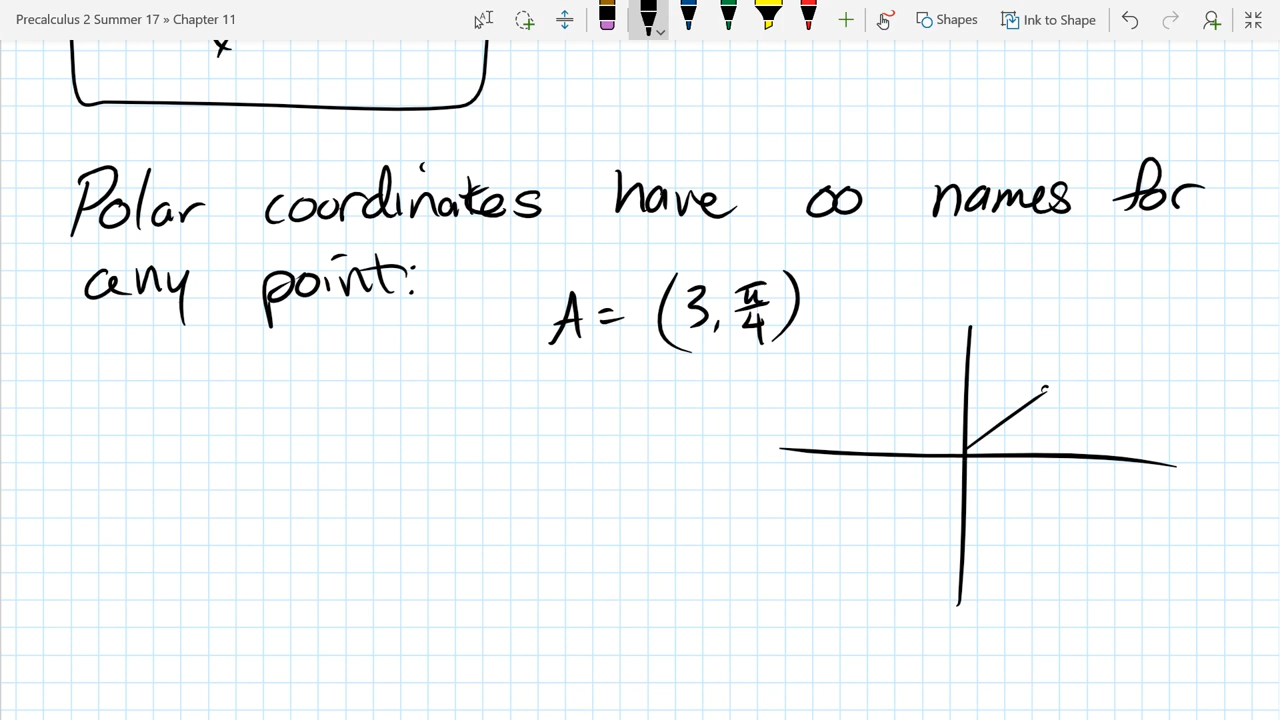 Precalculus 2 Summer 17 » Chapter 11
Shapes
Ink to Shape
x
Polar coordinates have ∞ names for
any point:
A = (3, π/4)